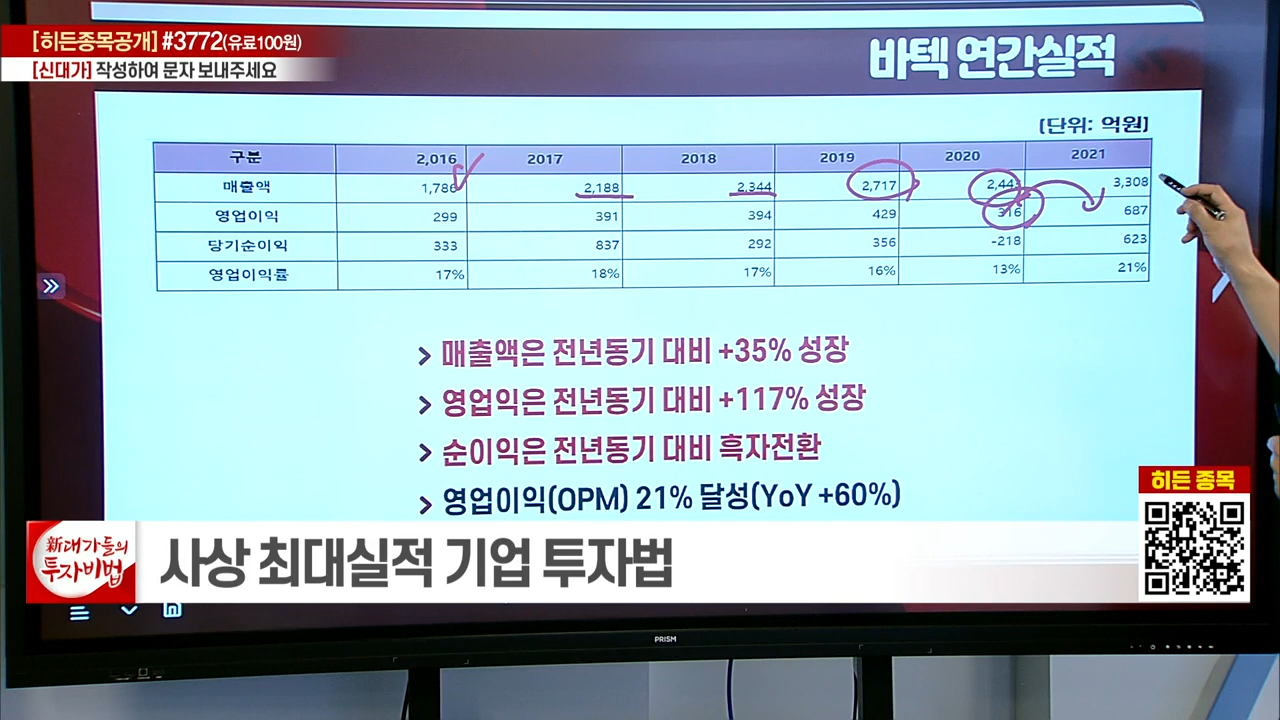 [히든종목공개] #3772(유료100원)
[신대가] 작성하여 문자 보내주세요
바텍 연간실적
(단위: 억원)
구분 2,016 2017 2018 2019 2020 2021
매출액 1,786 2,188 2,344 2,717 2,443 3,308
영업이익 299 391 394 429 316 687
당기순이익 333 837 292 356 -218 623
영업이익률 17% 18% 17% 16% 13% 21%
> 매출액은 전년동기 대비 +35% 성장
> 영업익은 전년동기 대비 +117% 성장
> 순이익은 전년동기 대비 흑자전환
> 영업이익(OPM) 21% 달성(YoY +60%)
히든 종목
新대가들의
투자비법
사상 최대실적 기업 투자법
PRISM